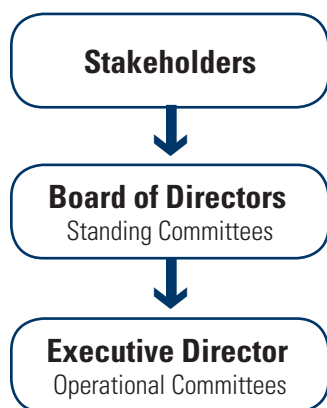 Stakeholders
Board of Directors
Standing Committees
Executive Director
Operational Committees